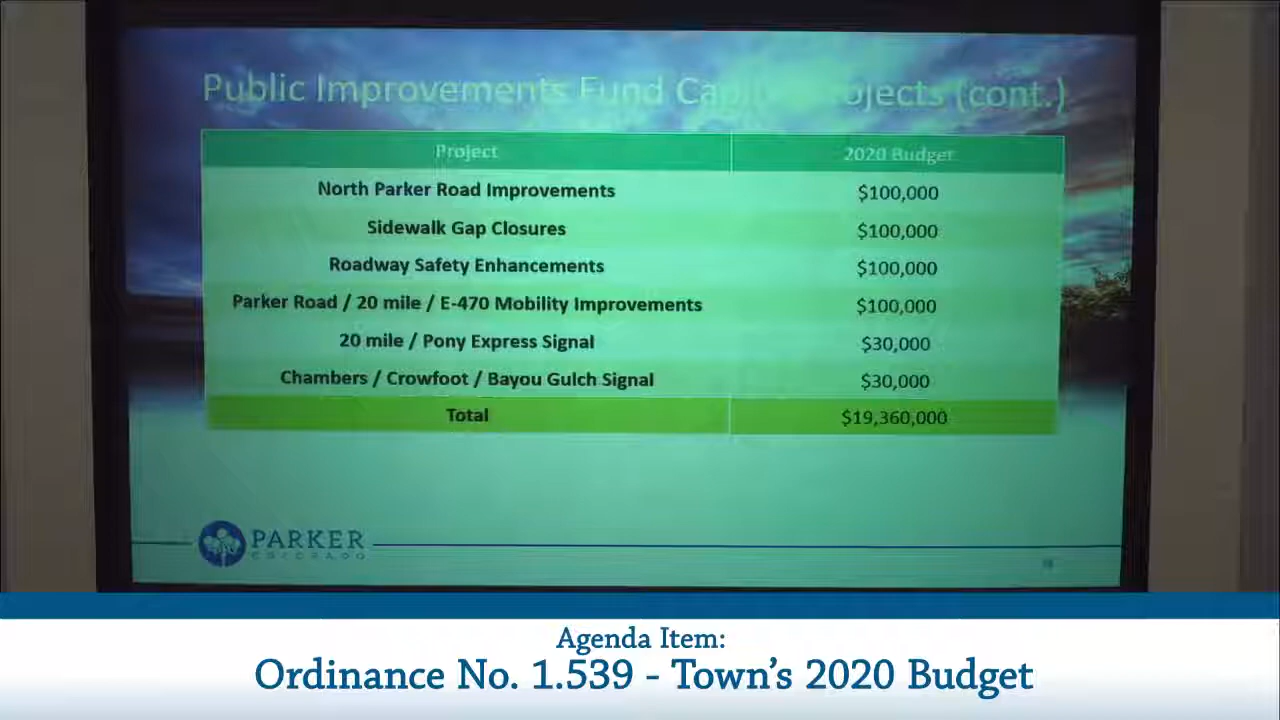 Public Improvements Fund Capital Projects (cont.)
Project 2020 Budget
North Parker Road Improvements $100,000
Sidewalk Gap Closures $100,000
Roadway Safety Enhancements $100,000
Parker Road / 20 mile / E-470 Mobility Improvements $100,000
20 mile / Pony Express Signal $30,000
Chambers / Crowfoot / Bayou Gulch Signal $30,000
Total $19,360,000
PARKER
COLORADO
Agenda Item:
Ordinance No. 1.539 - Town's 2020 Budget